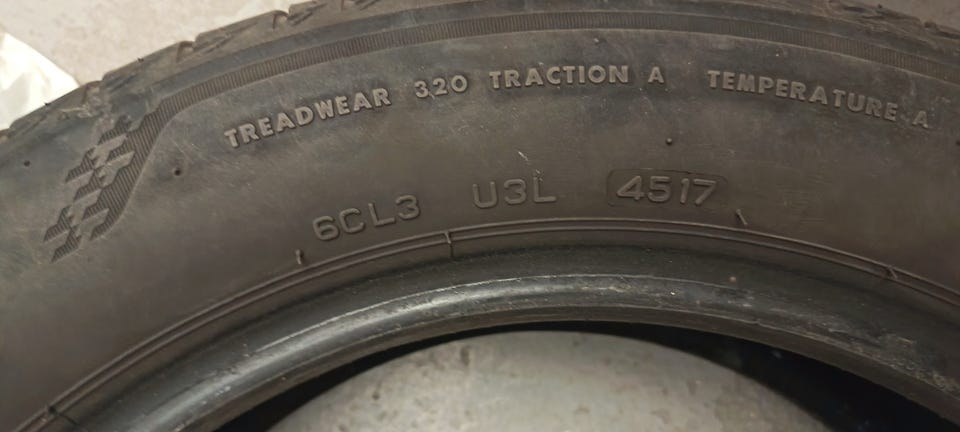 TREADWEAR 320 TRACTION A TEMPERATURE A
6CL3 U3L 4517